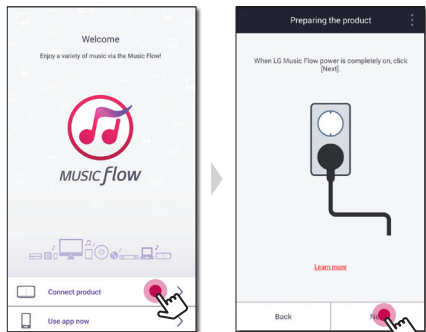 Welcome
Enjoy a variety of music via the Music Flow!
MUSIC flow
Connect product
Use app now
Preparing the product
When LG Music Flow power is completely on, click
[Next].
Learn more
Back